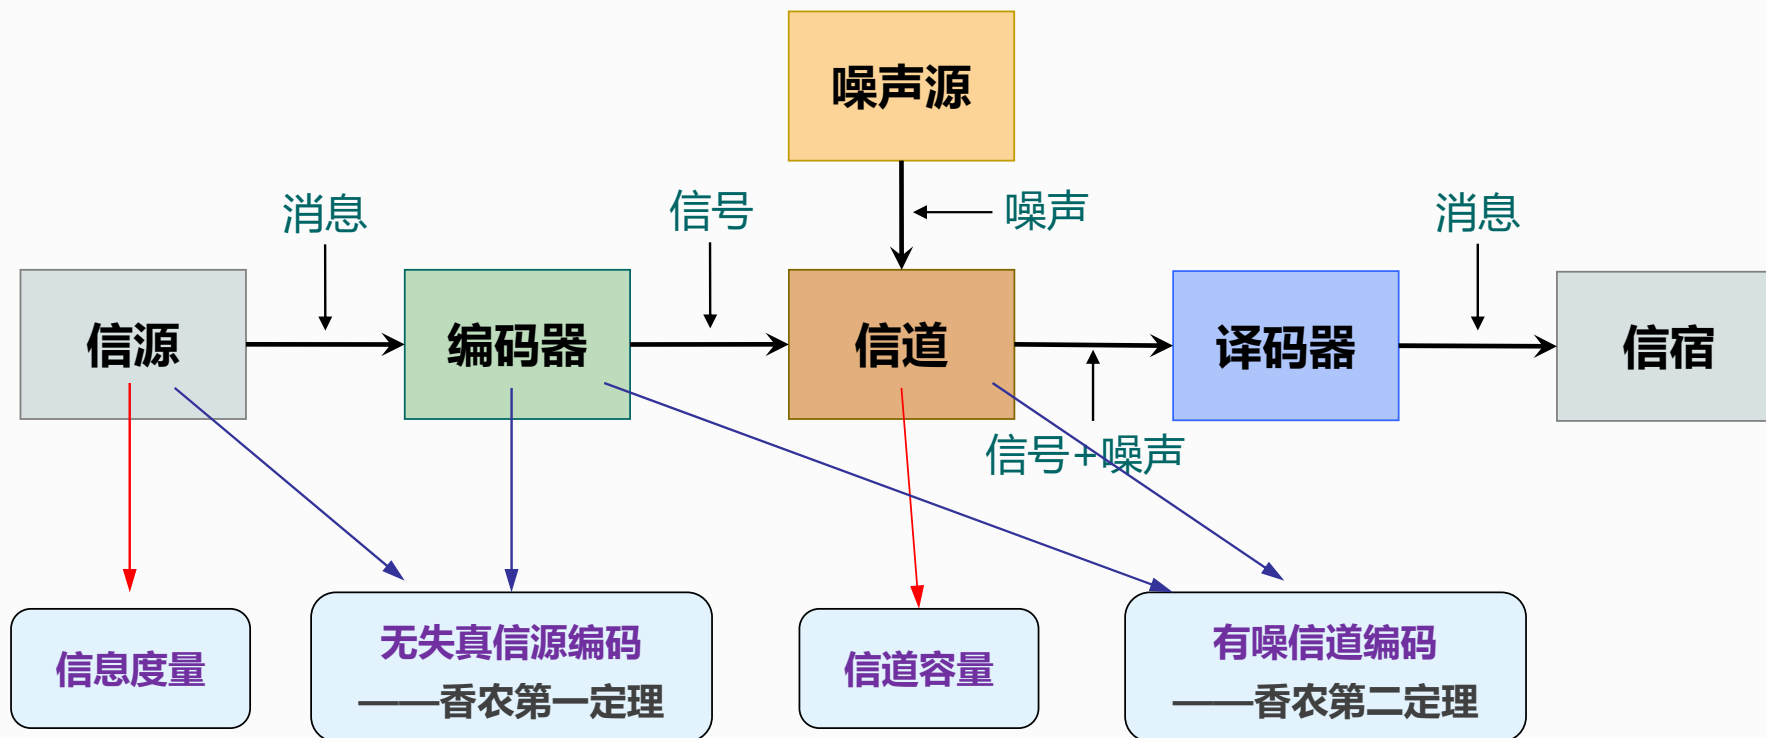 噪声源
消息
信号
噪声
消息
信源
编码器
信道
译码器
信宿
信号+噪声
信息度量
无失真信源编码
——香农第一定理
信道容量
有噪信道编码
——香农第二定理